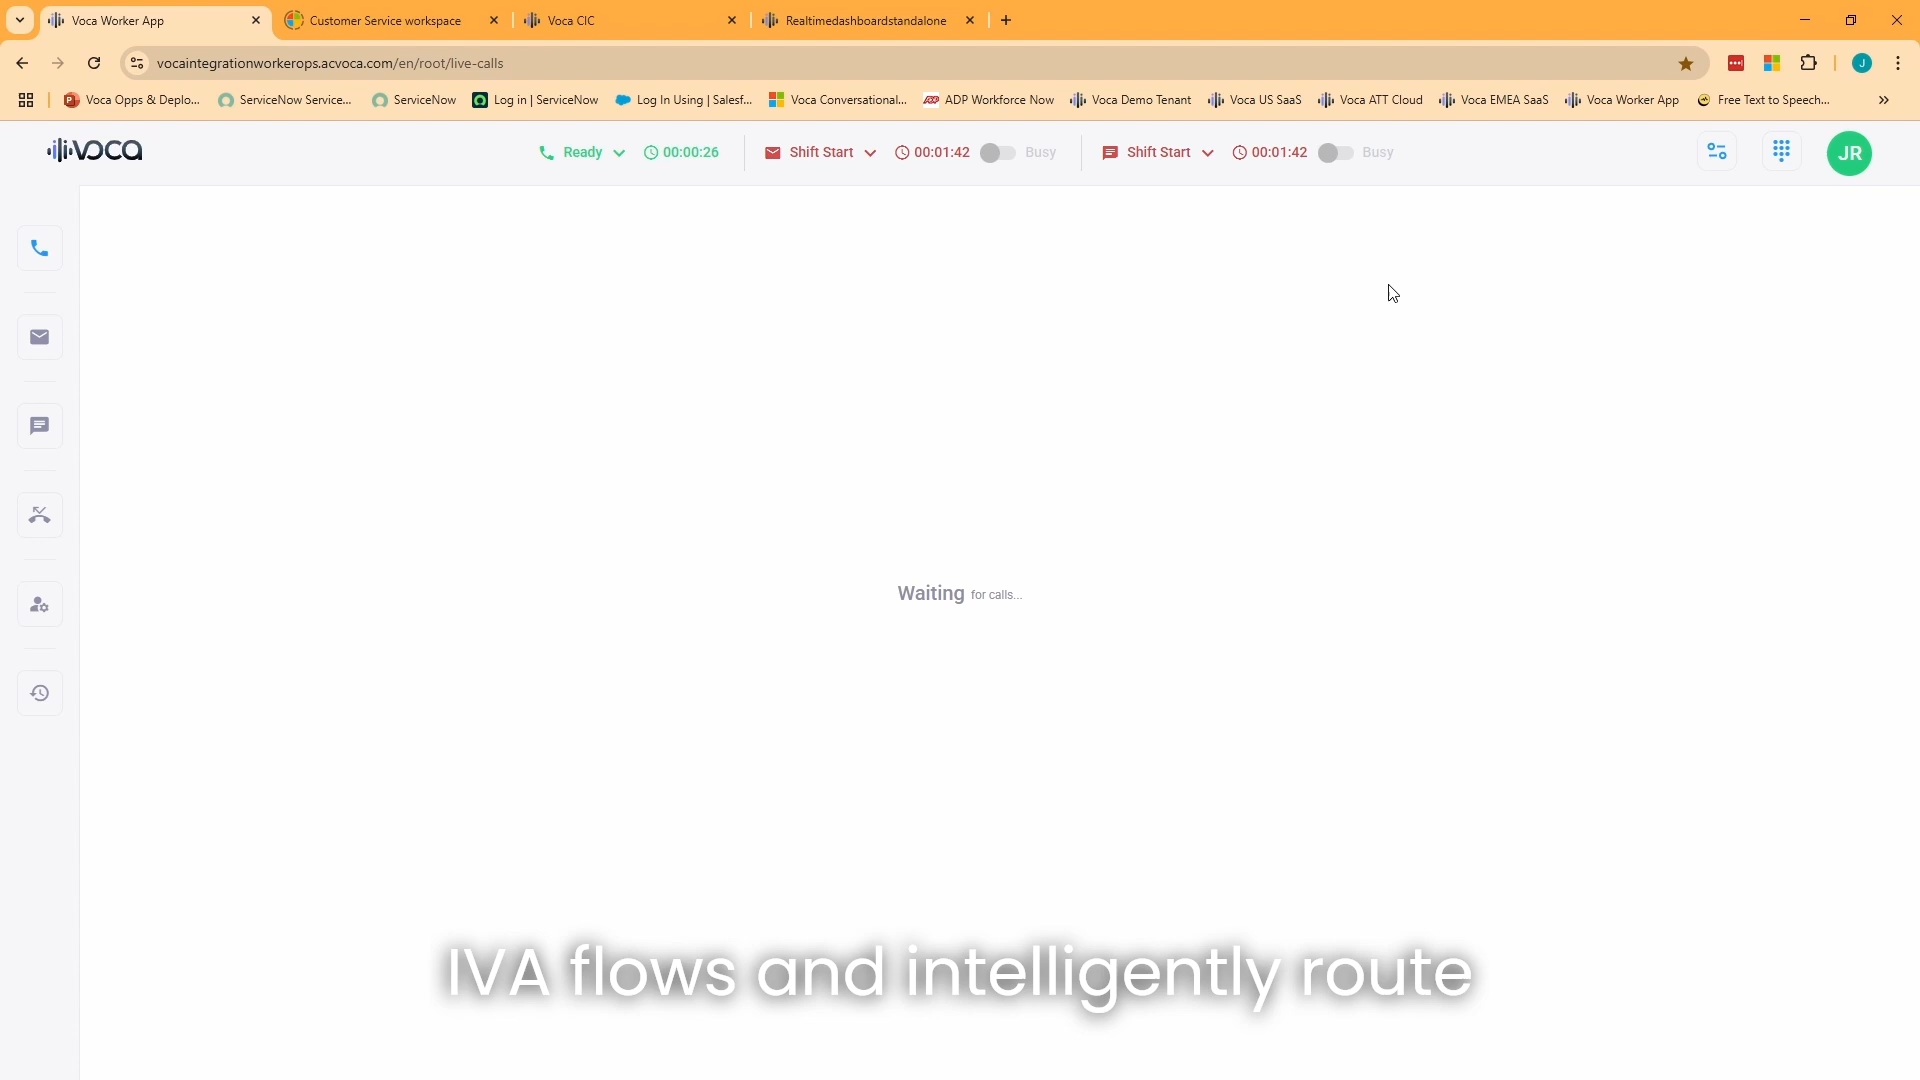 Voca Worker App
Customer Service workspace
Voca CIC
Realtimedashboardstandalone
vocaintegrationworkerops.acvoca.com/en/root/live-calls
J
Voca Opps & Deplo...
ServiceNow Service...
ServiceNow
Log in | ServiceNow
Log In Using | Salesf...
Voca Conversational...
ADP Workforce Now
Voca Demo Tenant
Voca US SaaS
Voca ATT Cloud
Voca EMEA SaaS
Voca Worker App
Free Text to Speech...
voca
Ready
00:00:26
Shift Start
00:01:42
Busy
Shift Start
00:01:42
Busy
JR
Waiting for calls...
IVA flows and intelligently route